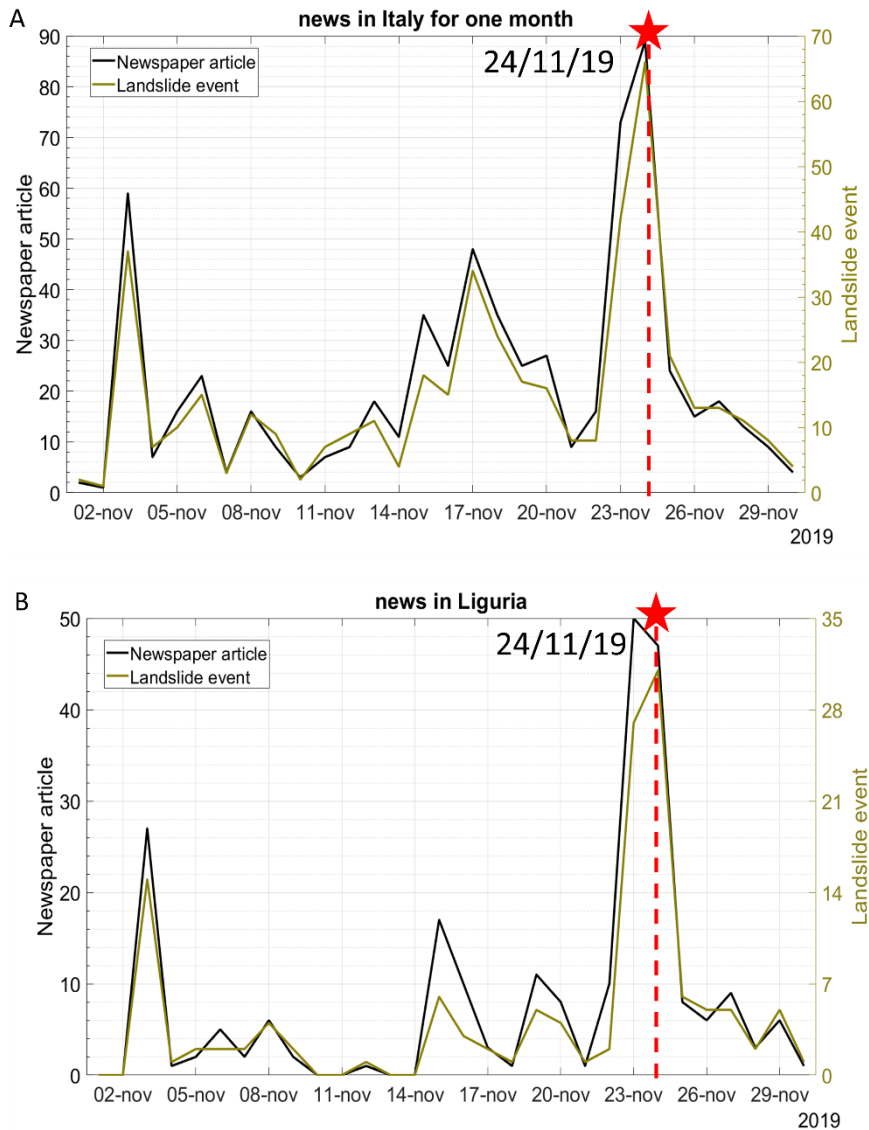 A
news in Italy for one month
Newspaper article
Landslide event
24/11/19
90
80
70
60
50
40
30
20
10
0
Newspaper article
70
60
50
40
30
20
10
0
Landslide event
02-nov 05-nov 08-nov 11-nov 14-nov 17-nov 20-nov 23-nov 26-nov 29-nov
2019
B
news in Liguria
Newspaper article
Landslide event
24/11/19
50
40
30
20
10
0
Newspaper article
35
28
21
14
7
0
Landslide event
02-nov 05-nov 08-nov 11-nov 14-nov 17-nov 20-nov 23-nov 26-nov 29-nov
2019